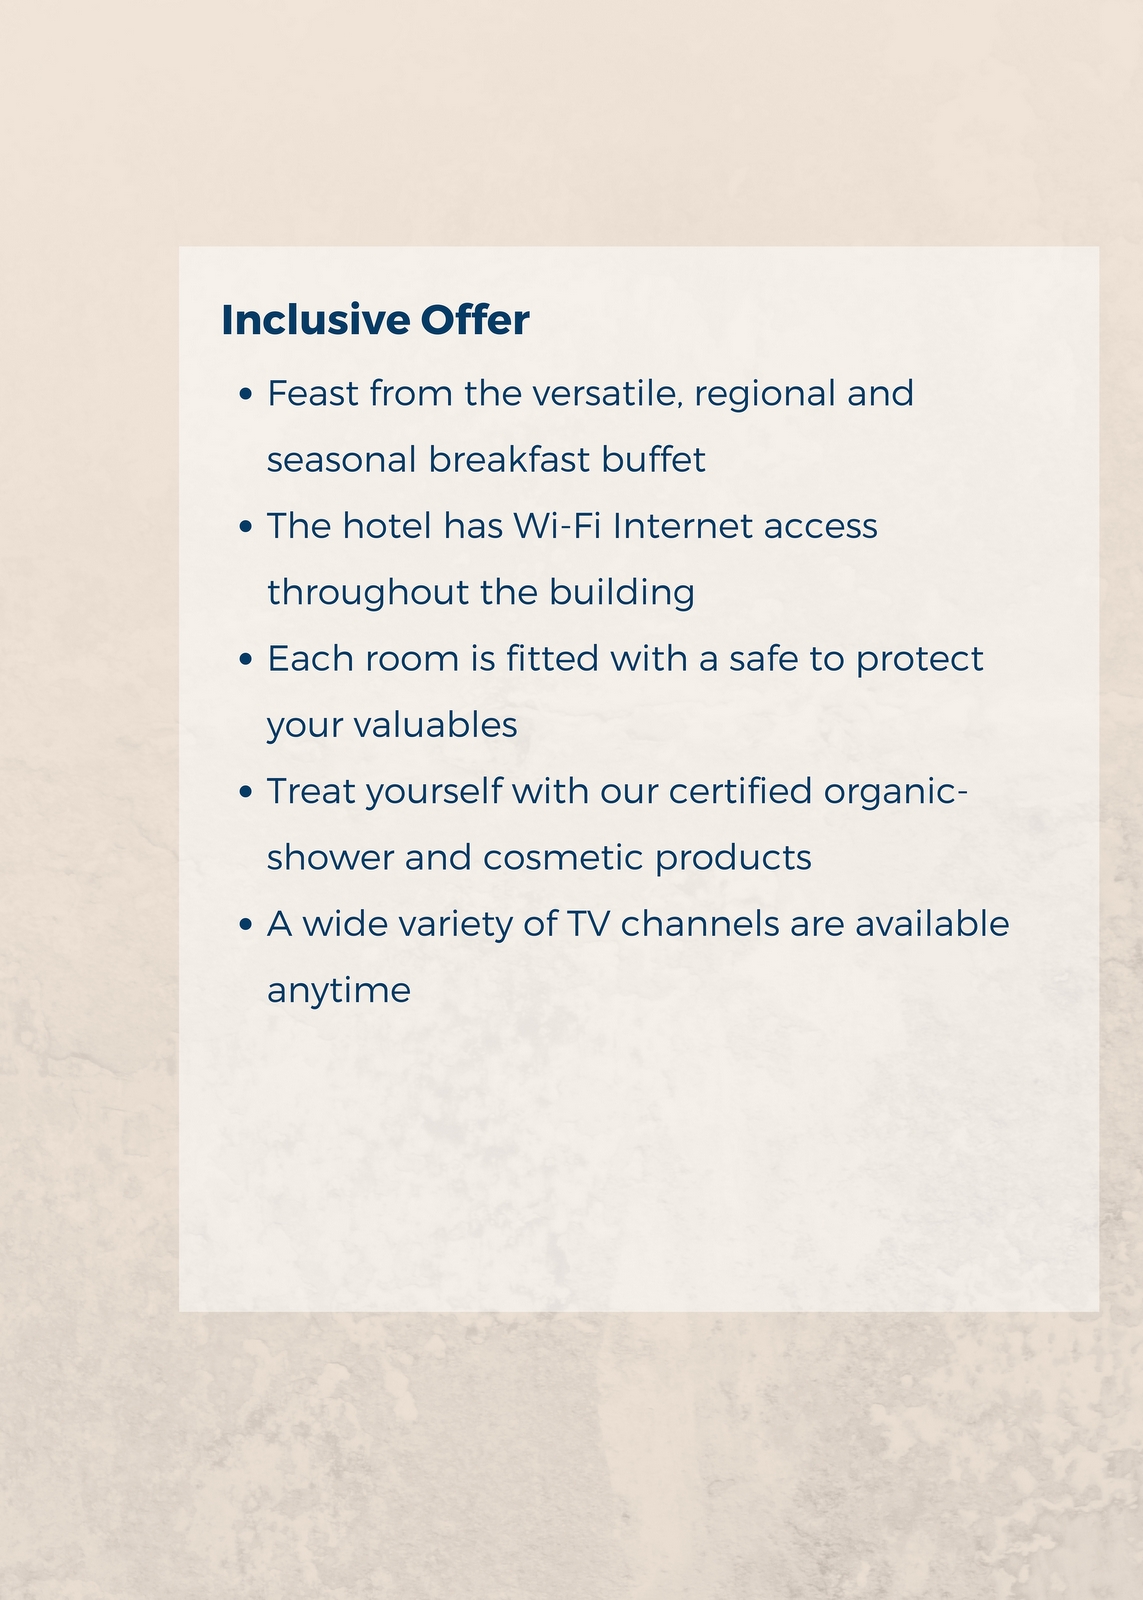 Inclusive Offer
• Feast from the versatile, regional and
seasonal breakfast buffet
• The hotel has Wi-Fi Internet access
throughout the building
• Each room is fitted with a safe to protect
your valuables
• Treat yourself with our certified organic-
shower and cosmetic products
• A wide variety of TV channels are available
anytime